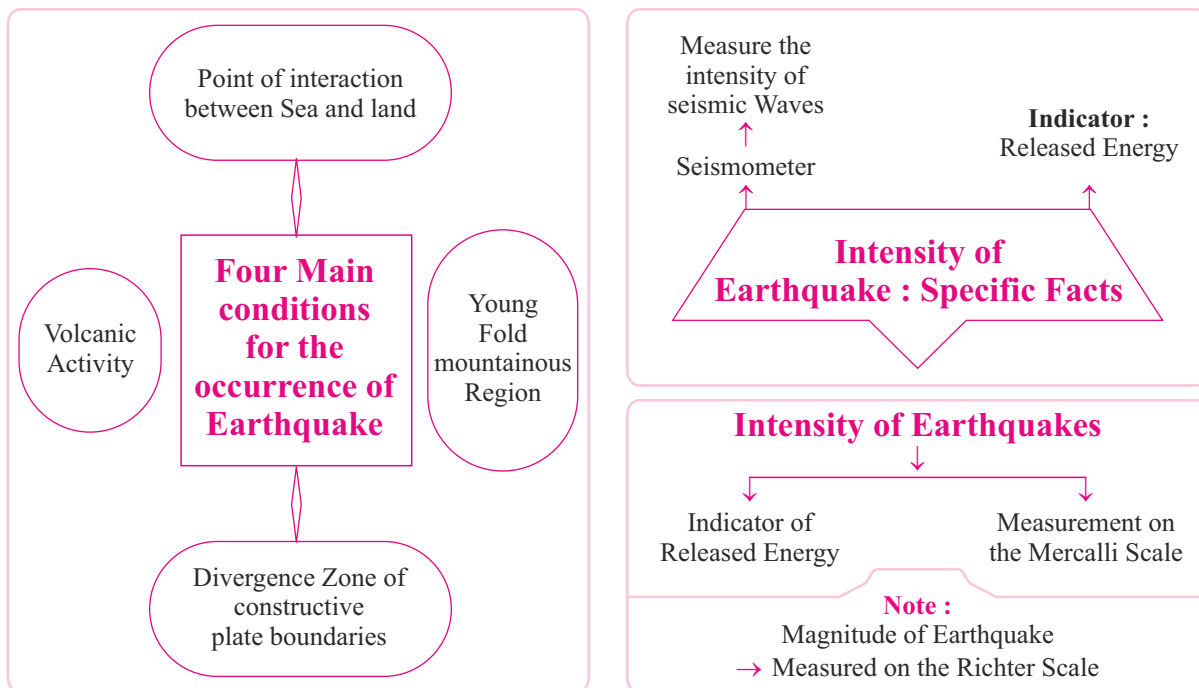 Point of interaction
between Sea and land
Four Main
conditions
for the
occurrence of
Earthquake
Volcanic
Activity
Young
Fold
mountainous
Region
Divergence Zone of
constructive
plate boundaries
Measure the
intensity of
seismic Waves
Seismometer
Indicator :
Released Energy
Intensity of
Earthquake : Specific Facts
Intensity of Earthquakes
Indicator of
Released Energy
Measurement on
the Mercalli Scale
Note :
Magnitude of Earthquake
→ Measured on the Richter Scale